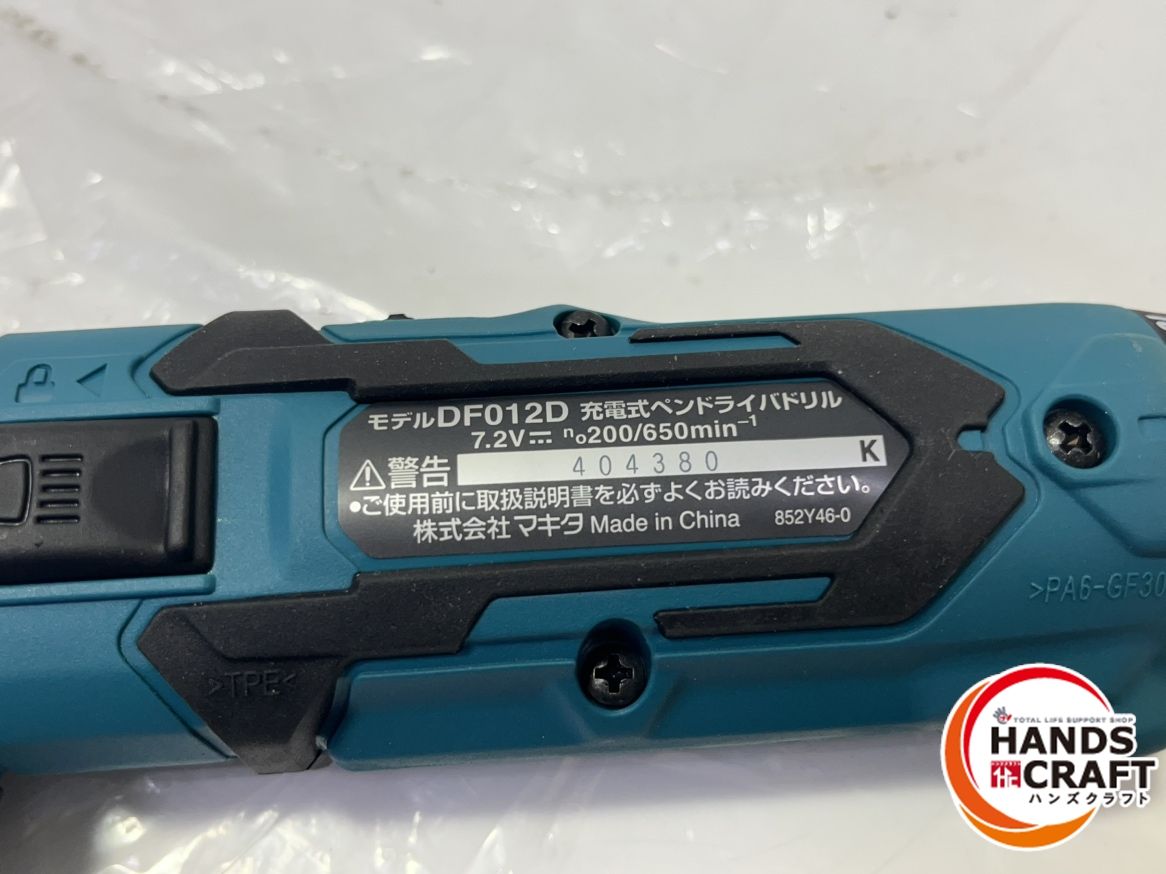 モデルDF012D 充電式ペンドライバドリル
7.2V⎓ n₀200/650min⁻¹
⚠警告 404380 K
●ご使用前に取扱説明書を必ずよくお読みください。
株式会社マキタ Made in China 852Y46-0
>PA6-GF30
>TPE<
TOTAL LIFE SUPPORT SHOP
HANDS
CRAFT
ハンズクラフト